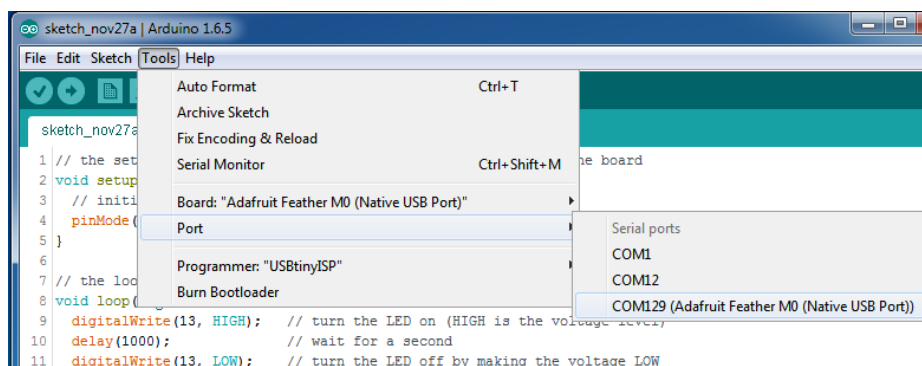 sketch_nov27a | Arduino 1.6.5
File Edit Sketch Tools Help
sketch_nov27a
Auto Format Ctrl+T
Archive Sketch
Fix Encoding & Reload
Serial Monitor Ctrl+Shift+M
Board: "Adafruit Feather M0 (Native USB Port)"
Port
Programmer: "USBtinyISP"
Burn Bootloader
Serial ports
COM1
COM12
COM129 (Adafruit Feather M0 (Native USB Port))
1 // the set board
2 void setup
3 // initi
4 pinMode(
5 }
6
7 // the loo
8 void loop(
9 digitalWrite(13, HIGH); // turn the LED on (HIGH is the voltage level)
10 delay(1000); // wait for a second
11 digitalWrite(13, LOW); // turn the LED off by making the voltage LOW